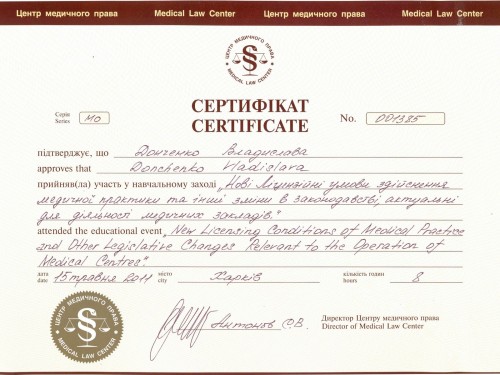 Центр медичного права Medical Law Center Центр медичного права Medical Law Center
ЦЕНТР МЕДИЧНОГО ПРАВА
MEDICAL LAW CENTER
СЕРТИФІКАТ
CERTIFICATE
Серія
Series
МО
No. 001385
підтверджує, що Донченко Владислава
approves that Donchenko Vladislava
прийняв(ла) участь у навчальному заході „Нові Ліцензійні умови здійснення
медичної практики та інші зміни в законодавстві, актуальні
для діяльності медичних закладів."
attended the educational event „New Licensing Conditions of Medical Practice
and Other Legislative Changes Relevant to the Operation of
Medical Centres".
дата
date
15 травня 2011
місто
city
Харків
кількість годин
hours
8
ЦЕНТР МЕДИЧНОГО ПРАВА
MEDICAL LAW CENTER
Антонов С.В.
Директор Центру медичного права
Director of Medical Law Center